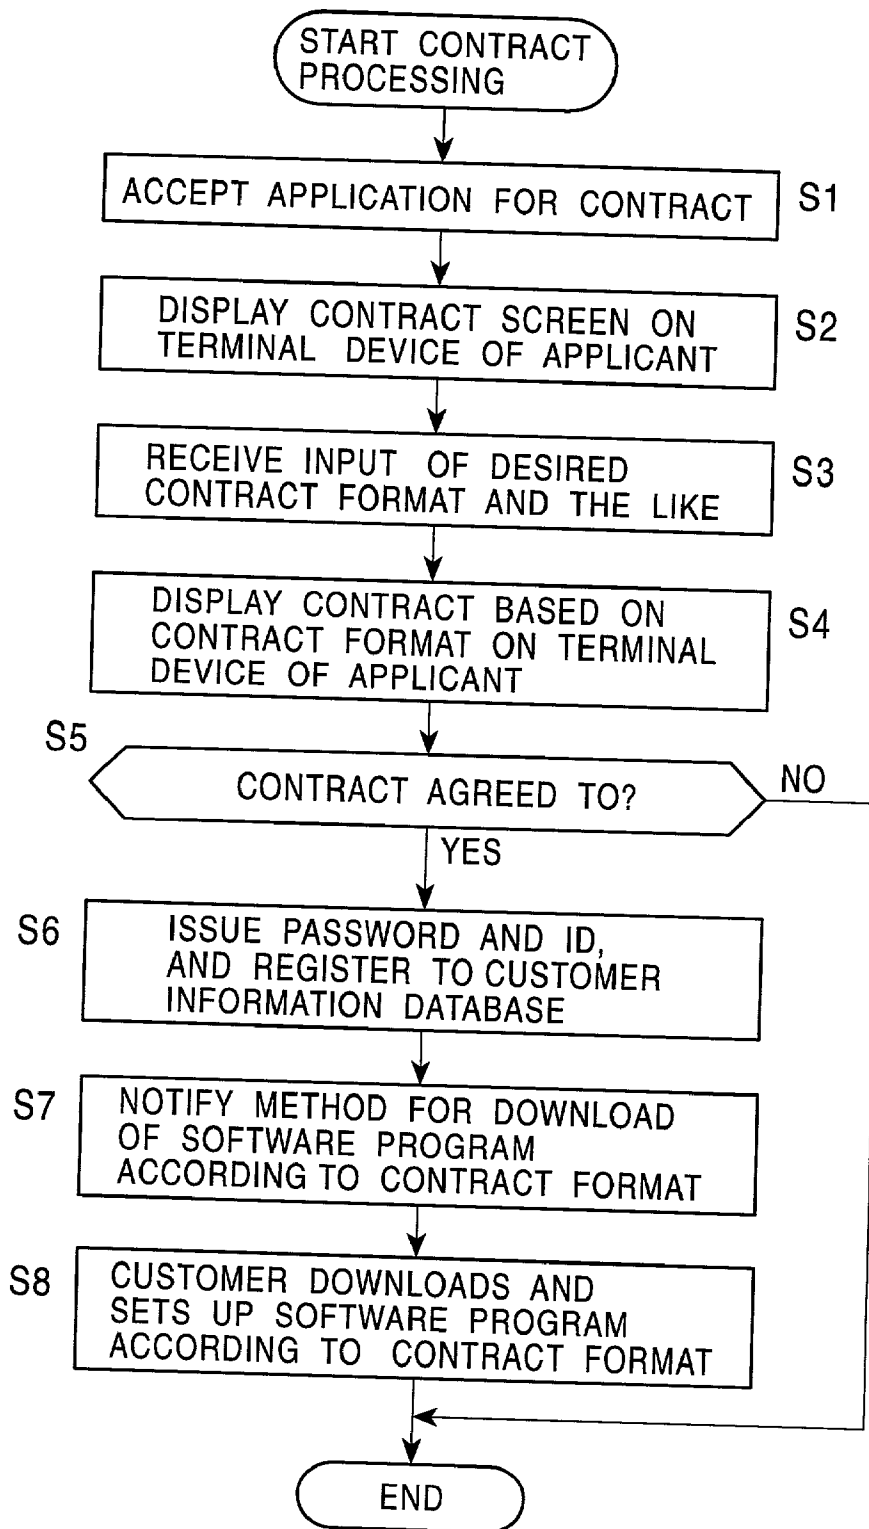 START CONTRACT
PROCESSING
ACCEPT APPLICATION FOR CONTRACT
S1
DISPLAY CONTRACT SCREEN ON
TERMINAL DEVICE OF APPLICANT
S2
RECEIVE INPUT OF DESIRED
CONTRACT FORMAT AND THE LIKE
S3
DISPLAY CONTRACT BASED ON
CONTRACT FORMAT ON TERMINAL
DEVICE OF APPLICANT
S4
S5
CONTRACT AGREED TO?
NO
YES
S6
ISSUE PASSWORD AND ID,
AND REGISTER TO CUSTOMER
INFORMATION DATABASE
S7
NOTIFY METHOD FOR DOWNLOAD
OF SOFTWARE PROGRAM
ACCORDING TO CONTRACT FORMAT
S8
CUSTOMER DOWNLOADS AND
SETS UP SOFTWARE PROGRAM
ACCORDING TO CONTRACT FORMAT
END